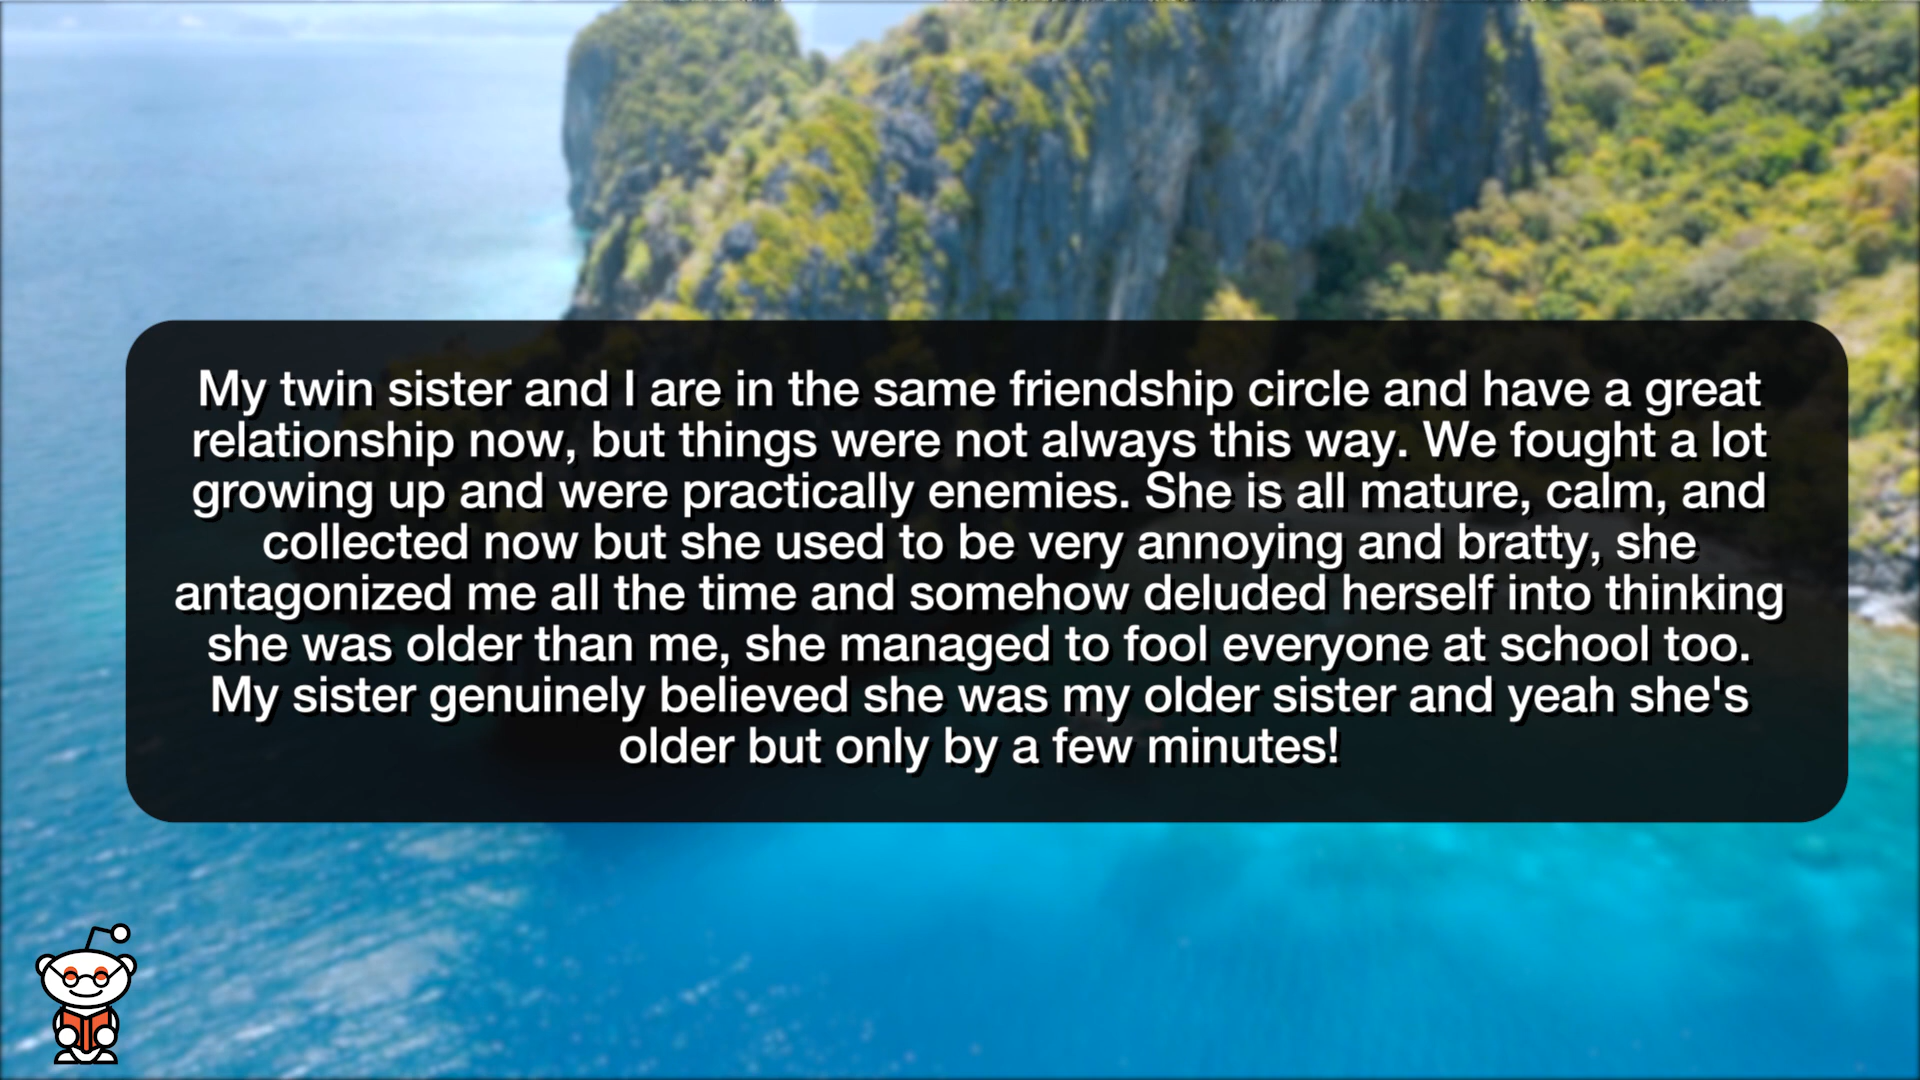 My twin sister and I are in the same friendship circle and have a great
relationship now, but things were not always this way. We fought a lot
growing up and were practically enemies. She is all mature, calm, and
collected now but she used to be very annoying and bratty, she
antagonized me all the time and somehow deluded herself into thinking
she was older than me, she managed to fool everyone at school too.
My sister genuinely believed she was my older sister and yeah she's
older but only by a few minutes!